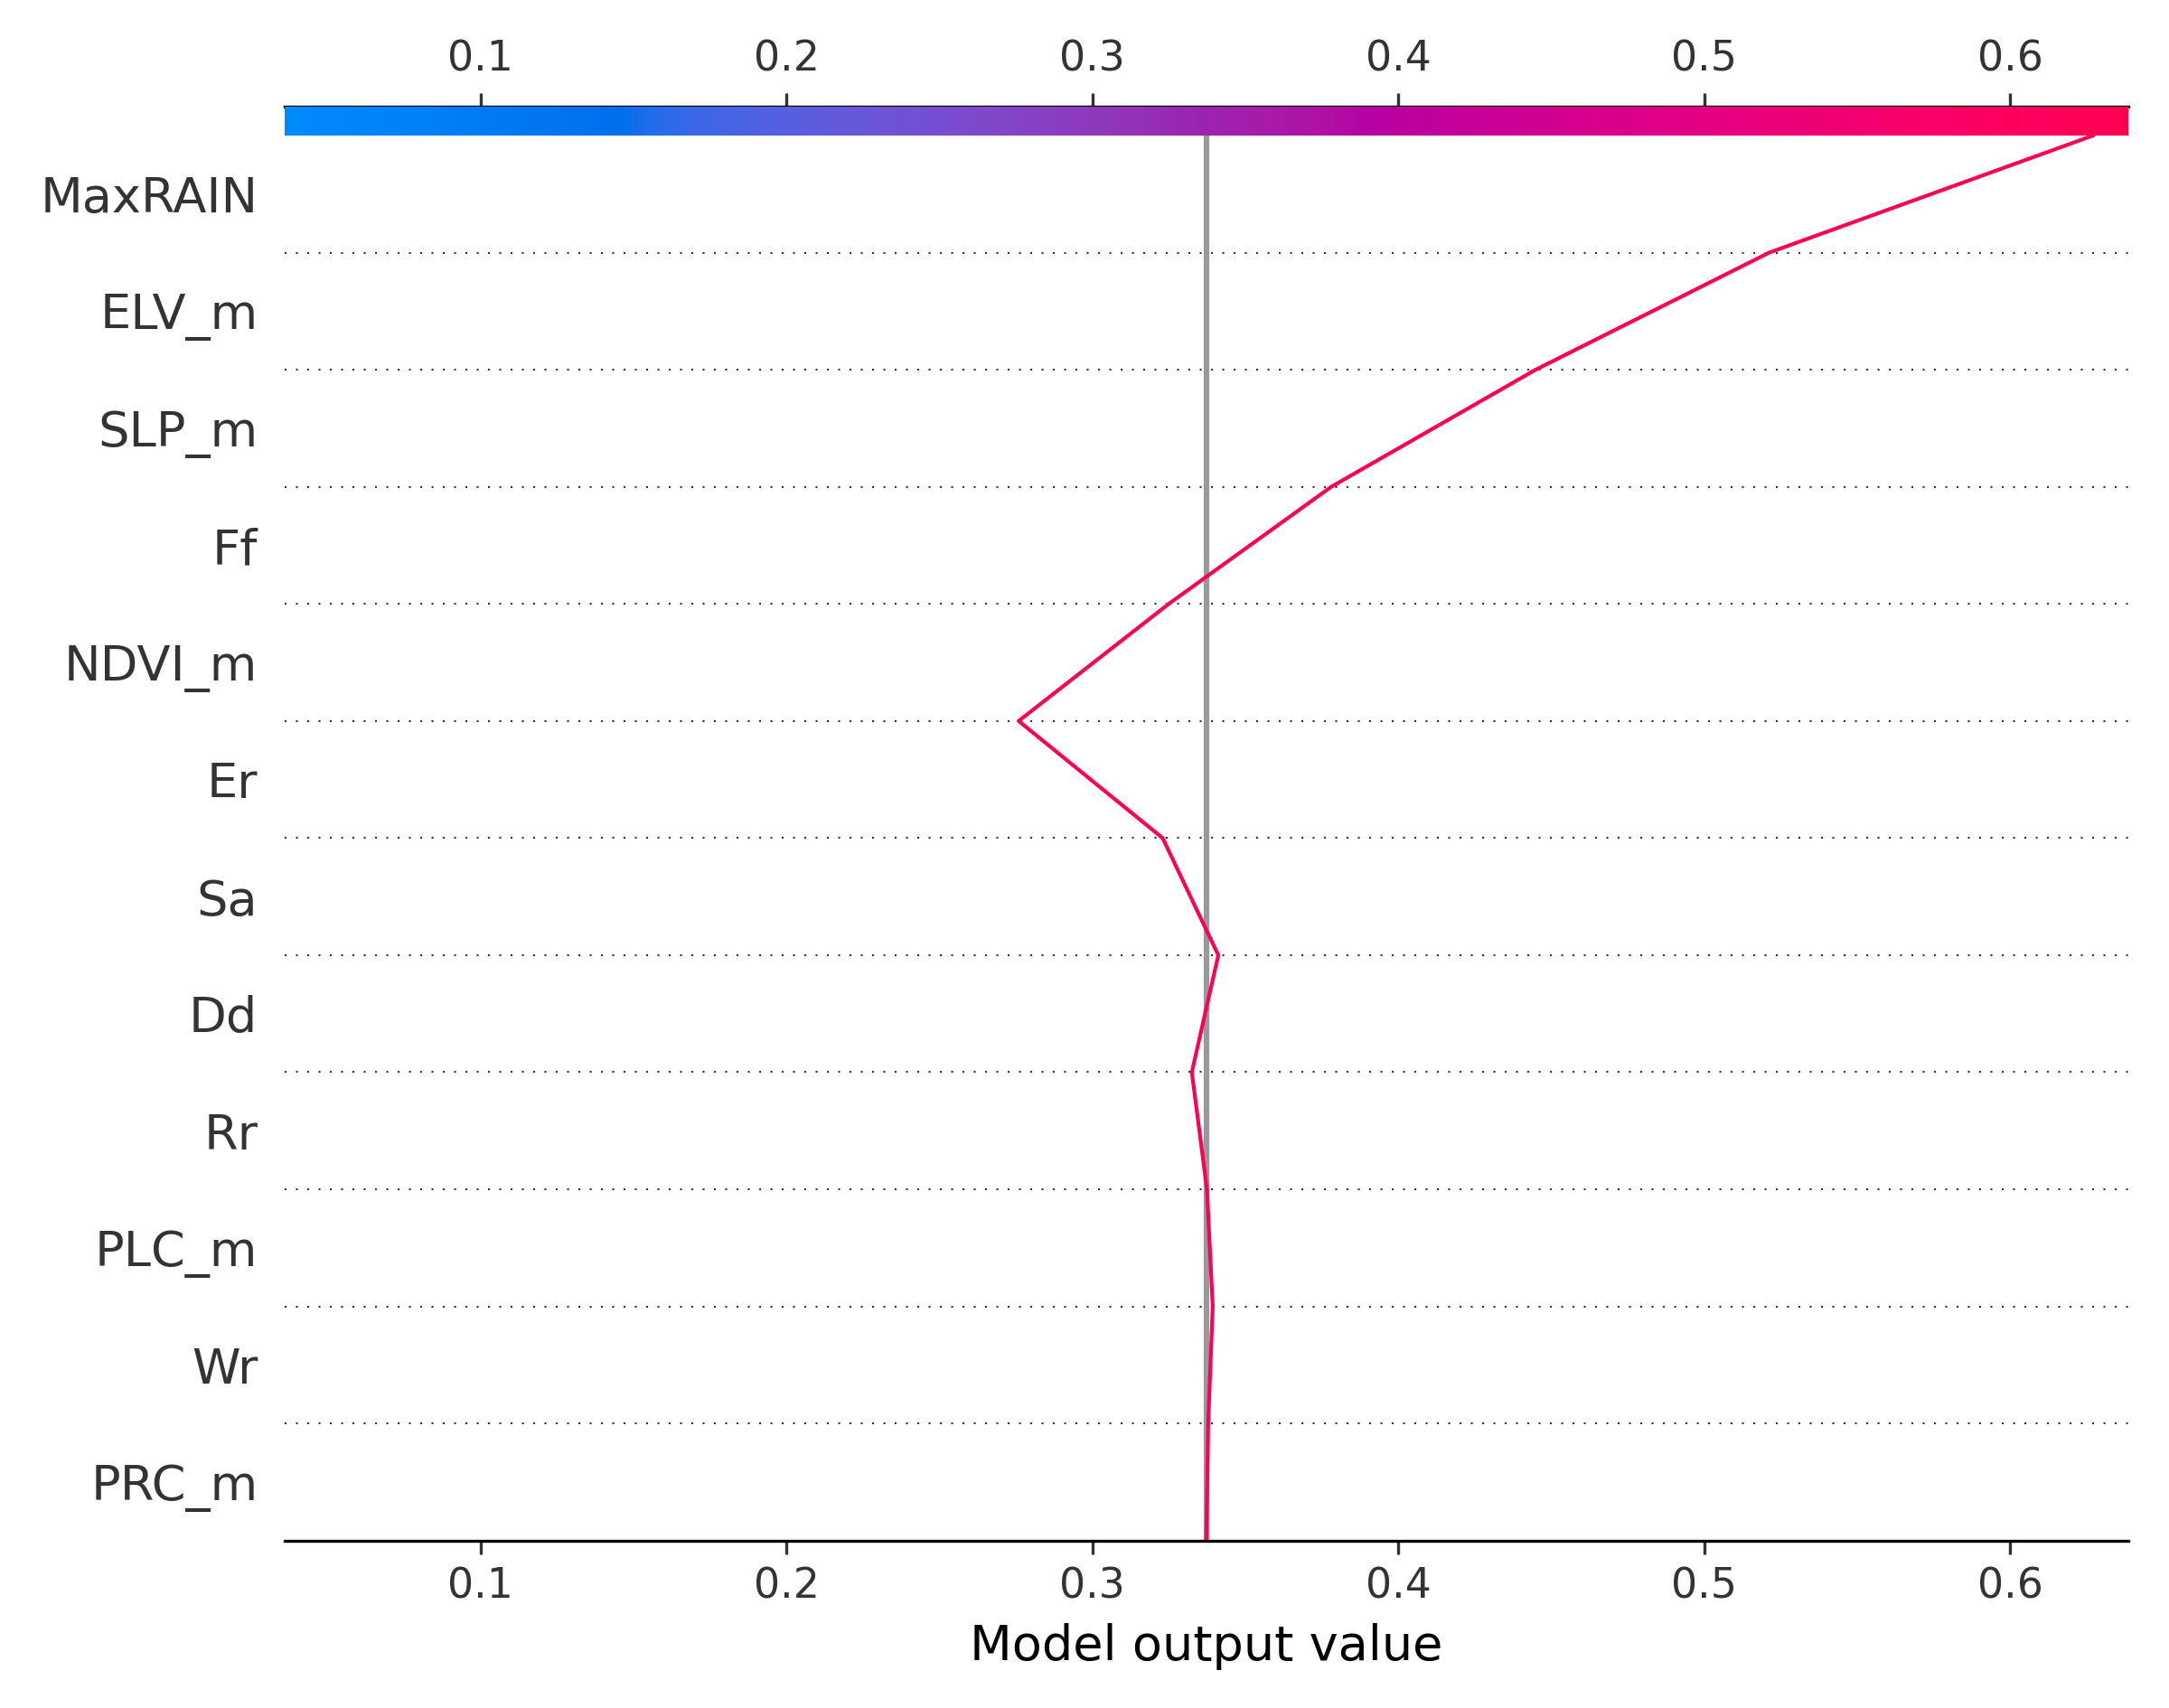 0.1 0.2 0.3 0.4 0.5 0.6
MaxRAIN
ELV_m
SLP_m
Ff
NDVI_m
Er
Sa
Dd
Rr
PLC_m
Wr
PRC_m
0.1 0.2 0.3 0.4 0.5 0.6
Model output value